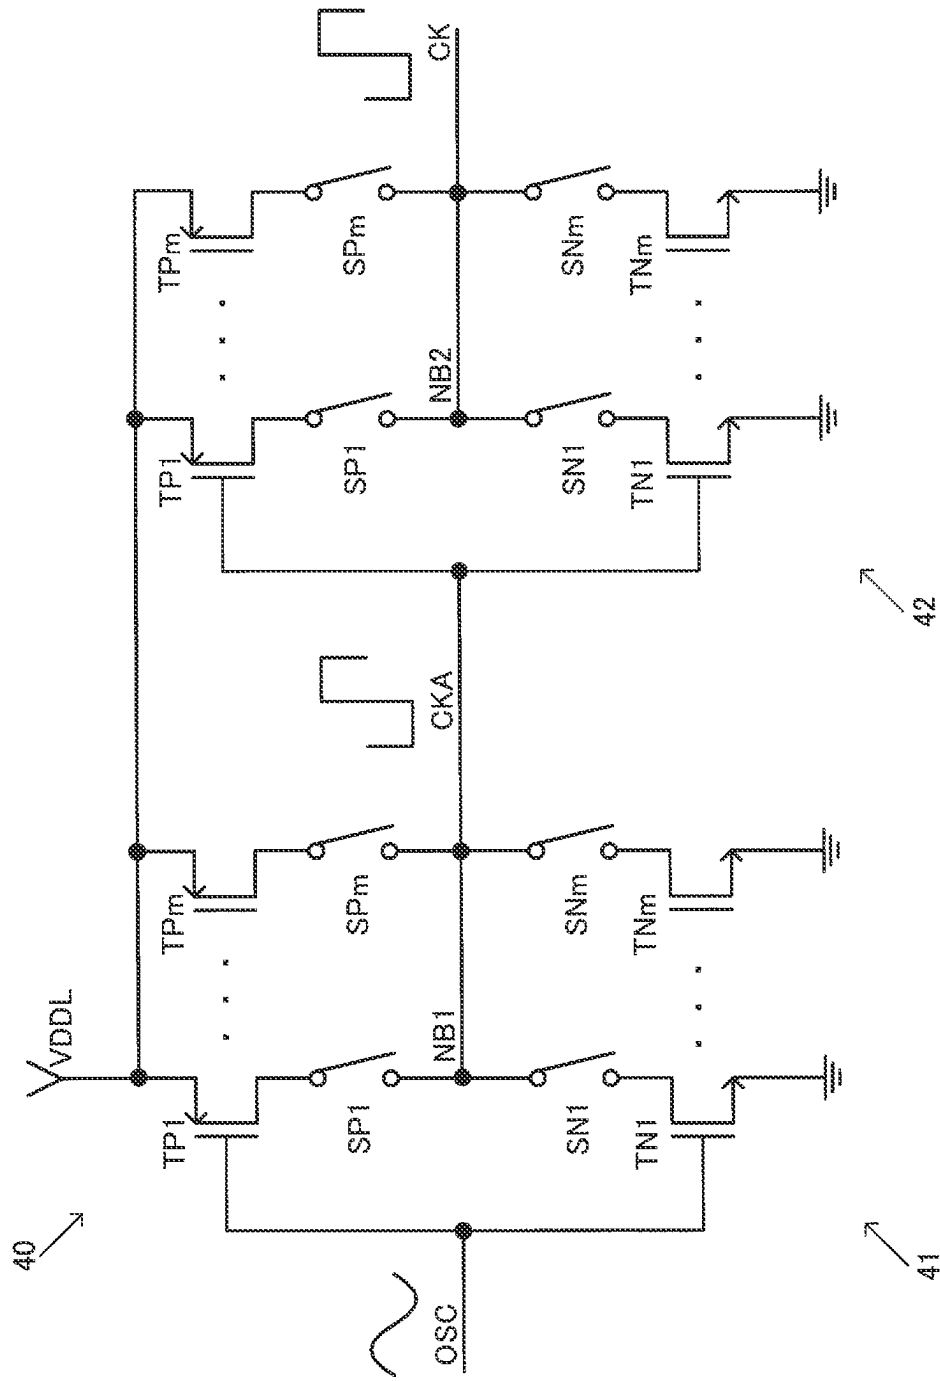 40
VDDL
TP1
TPm
TP1
TPm
SP1
SPm
SP1
SPm
OSC
NB1
CKA
NB2
CK
SN1
SNm
SN1
SNm
TN1
TNm
TN1
TNm
41
42